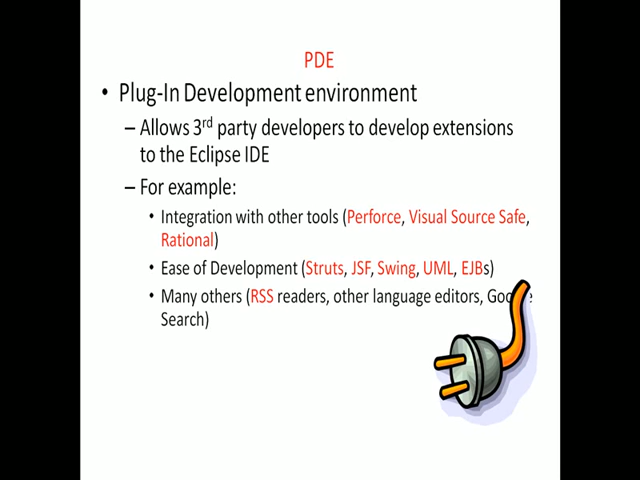 PDE
• Plug-In Development environment
– Allows 3rd party developers to develop extensions
to the Eclipse IDE
– For example:
• Integration with other tools (Perforce, Visual Source Safe,
Rational)
• Ease of Development (Struts, JSF, Swing, UML, EJBs)
• Many others (RSS readers, other language editors, Google
Search)